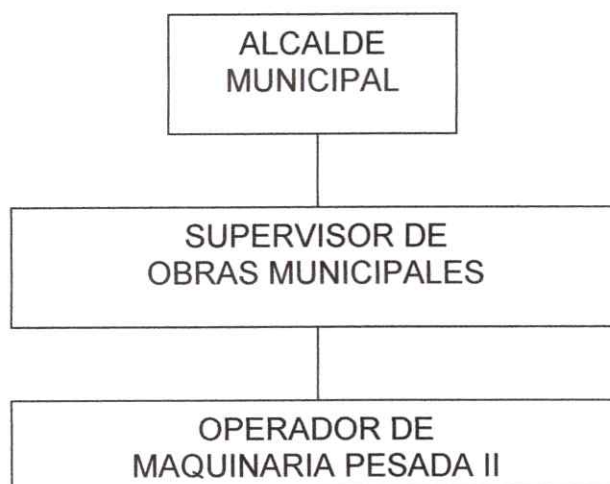 ALCALDE
MUNICIPAL
SUPERVISOR DE
OBRAS MUNICIPALES
OPERADOR DE
MAQUINARIA PESADA II